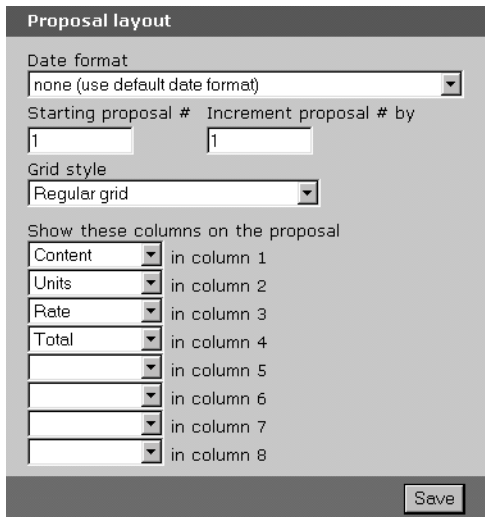 Proposal layout
Date format
none (use default date format)
Starting proposal # Increment proposal # by
1 1
Grid style
Regular grid
Show these columns on the proposal
Content in column 1
Units in column 2
Rate in column 3
Total in column 4
in column 5
in column 6
in column 7
in column 8
Save